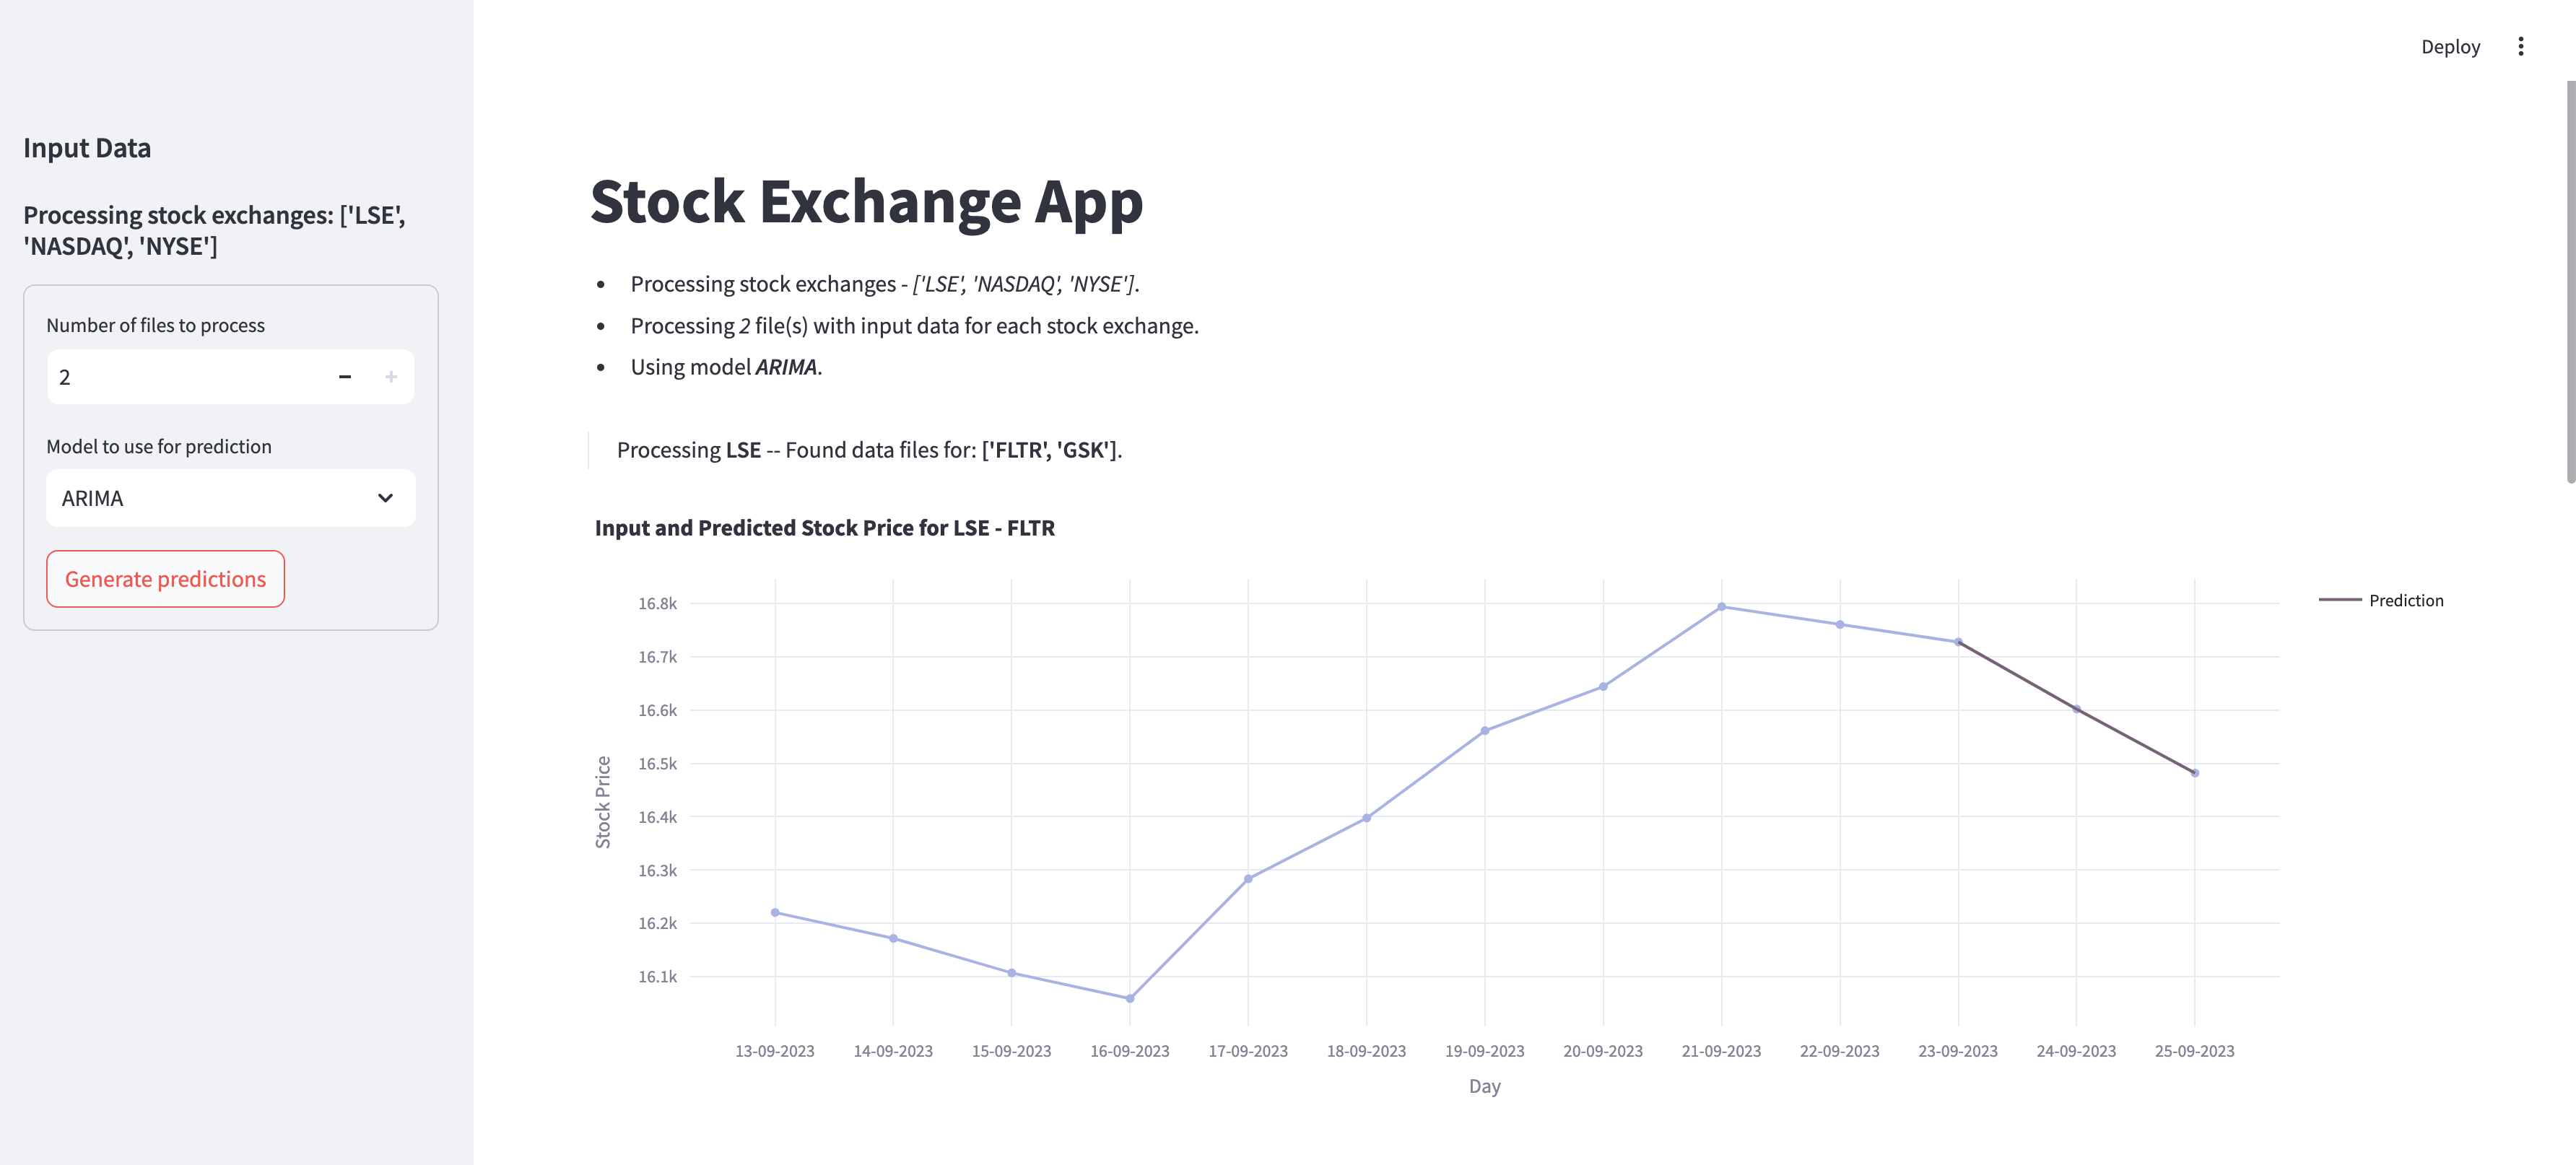 Deploy
Input Data
Processing stock exchanges: ['LSE',
'NASDAQ', 'NYSE']
Number of files to process
2
Model to use for prediction
ARIMA
Generate predictions
Stock Exchange App
• Processing stock exchanges - ['LSE', 'NASDAQ', 'NYSE'].
• Processing 2 file(s) with input data for each stock exchange.
• Using model ARIMA.
Processing LSE -- Found data files for: ['FLTR', 'GSK'].
Input and Predicted Stock Price for LSE - FLTR
16.8k
16.7k
16.6k
16.5k
16.4k
16.3k
16.2k
16.1k
Stock Price
13-09-2023 14-09-2023 15-09-2023 16-09-2023 17-09-2023 18-09-2023 19-09-2023 20-09-2023 21-09-2023 22-09-2023 23-09-2023 24-09-2023 25-09-2023
Day
Prediction